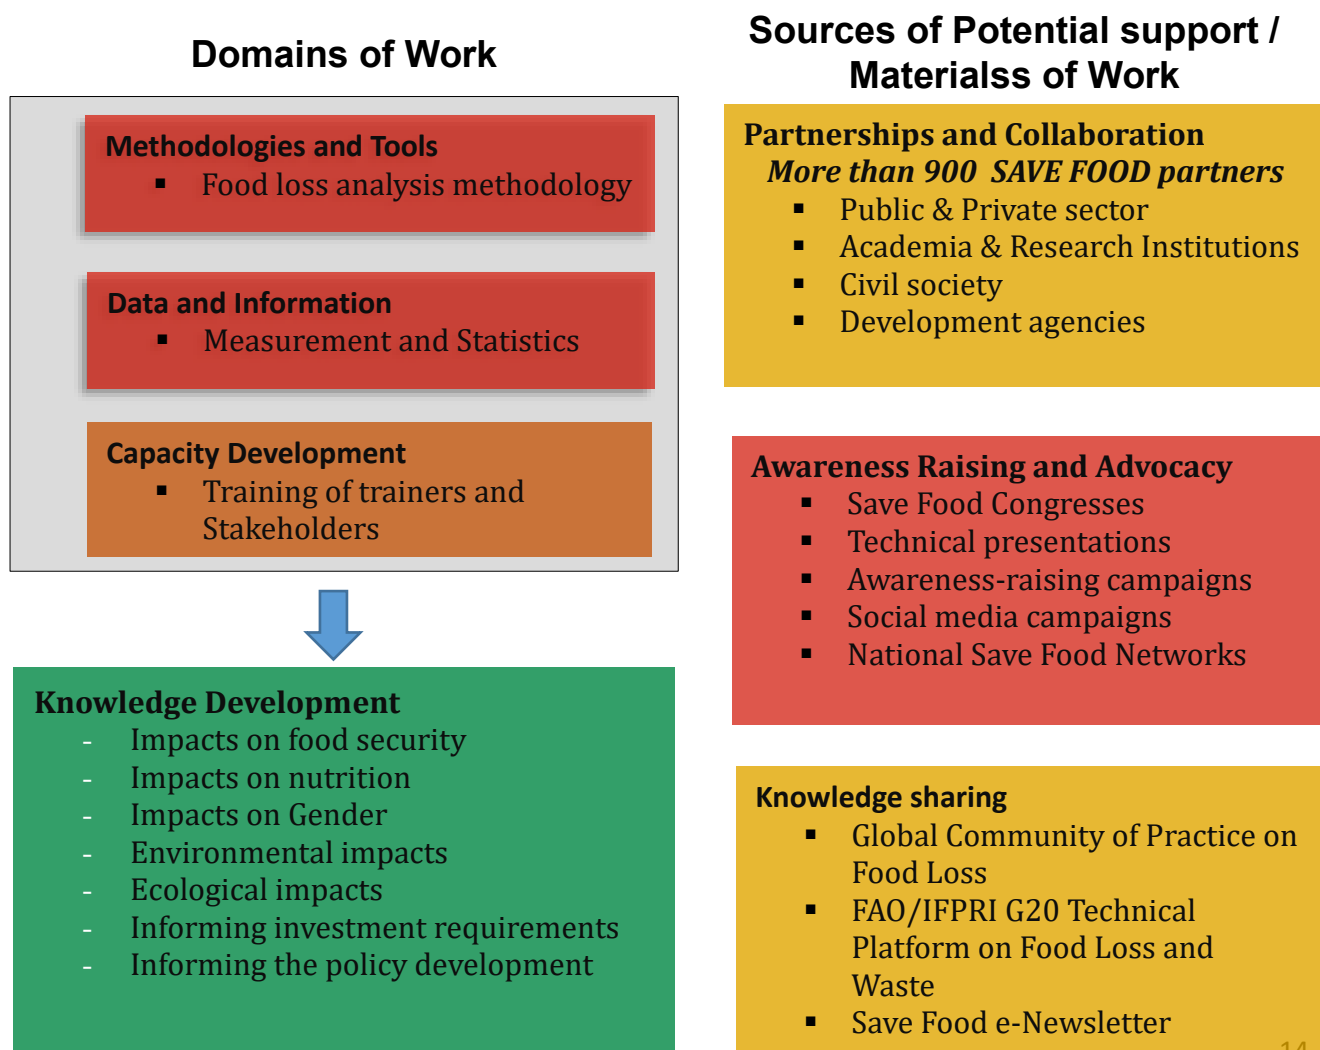 Domains of Work
Methodologies and Tools
▪ Food loss analysis methodology
Data and Information
▪ Measurement and Statistics
Capacity Development
▪ Training of trainers and
Stakeholders
Knowledge Development
- Impacts on food security
- Impacts on nutrition
- Impacts on Gender
- Environmental impacts
- Ecological impacts
- Informing investment requirements
- Informing the policy development
Sources of Potential support /
Materialss of Work
Partnerships and Collaboration
More than 900 SAVE FOOD partners
▪ Public & Private sector
▪ Academia & Research Institutions
▪ Civil society
▪ Development agencies
Awareness Raising and Advocacy
▪ Save Food Congresses
▪ Technical presentations
▪ Awareness-raising campaigns
▪ Social media campaigns
▪ National Save Food Networks
Knowledge sharing
▪ Global Community of Practice on
Food Loss
▪ FAO/IFPRI G20 Technical
Platform on Food Loss and
Waste
▪ Save Food e-Newsletter
14